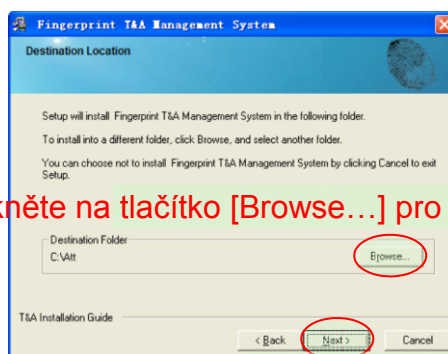 Fingerprint T&A Management System
Destination Location
Setup will install Fingerprint T&A Management System in the following folder.
To install into a different folder, click Browse, and select another folder.
You can choose not to install Fingerprint T&A Management System by clicking Cancel to exit
Setup.
něte na tlačítko [Browse…] pro
Destination Folder
C:\Att
Browse...
T&A Installation Guide
< Back
Next >
Cancel